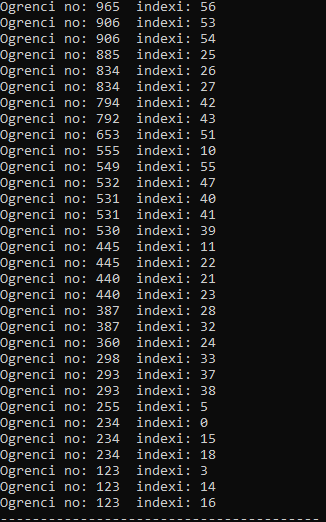 Ogrenci no: 965  indexi: 56
Ogrenci no: 906  indexi: 53
Ogrenci no: 906  indexi: 54
Ogrenci no: 885  indexi: 25
Ogrenci no: 834  indexi: 26
Ogrenci no: 834  indexi: 27
Ogrenci no: 794  indexi: 42
Ogrenci no: 792  indexi: 43
Ogrenci no: 653  indexi: 51
Ogrenci no: 555  indexi: 10
Ogrenci no: 549  indexi: 55
Ogrenci no: 532  indexi: 47
Ogrenci no: 531  indexi: 40
Ogrenci no: 531  indexi: 41
Ogrenci no: 530  indexi: 39
Ogrenci no: 445  indexi: 11
Ogrenci no: 445  indexi: 22
Ogrenci no: 440  indexi: 21
Ogrenci no: 440  indexi: 23
Ogrenci no: 387  indexi: 28
Ogrenci no: 387  indexi: 32
Ogrenci no: 360  indexi: 24
Ogrenci no: 298  indexi: 33
Ogrenci no: 293  indexi: 37
Ogrenci no: 293  indexi: 38
Ogrenci no: 255  indexi: 5
Ogrenci no: 234  indexi: 0
Ogrenci no: 234  indexi: 15
Ogrenci no: 234  indexi: 18
Ogrenci no: 123  indexi: 3
Ogrenci no: 123  indexi: 14
Ogrenci no: 123  indexi: 16
----------------------------------------